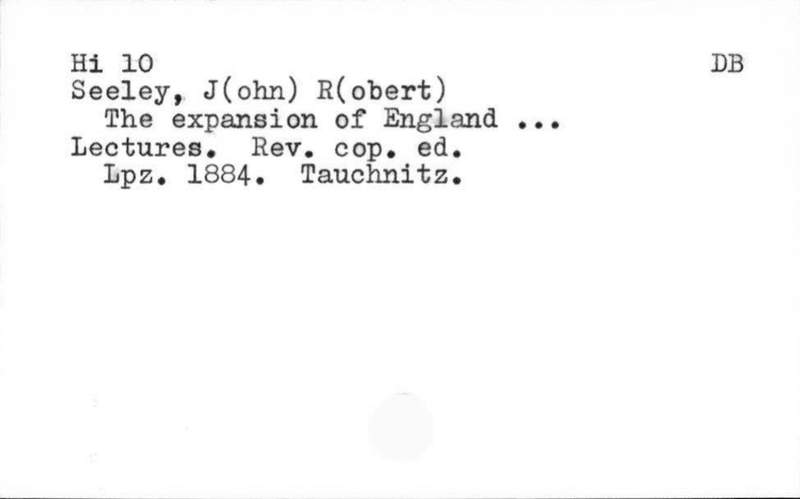 Hi 10 DB
Seeley, J(ohn) R(obert)
The expansion of England ...
Lectures. Rev. cop. ed.
Lpz. 1884. Tauchnitz.